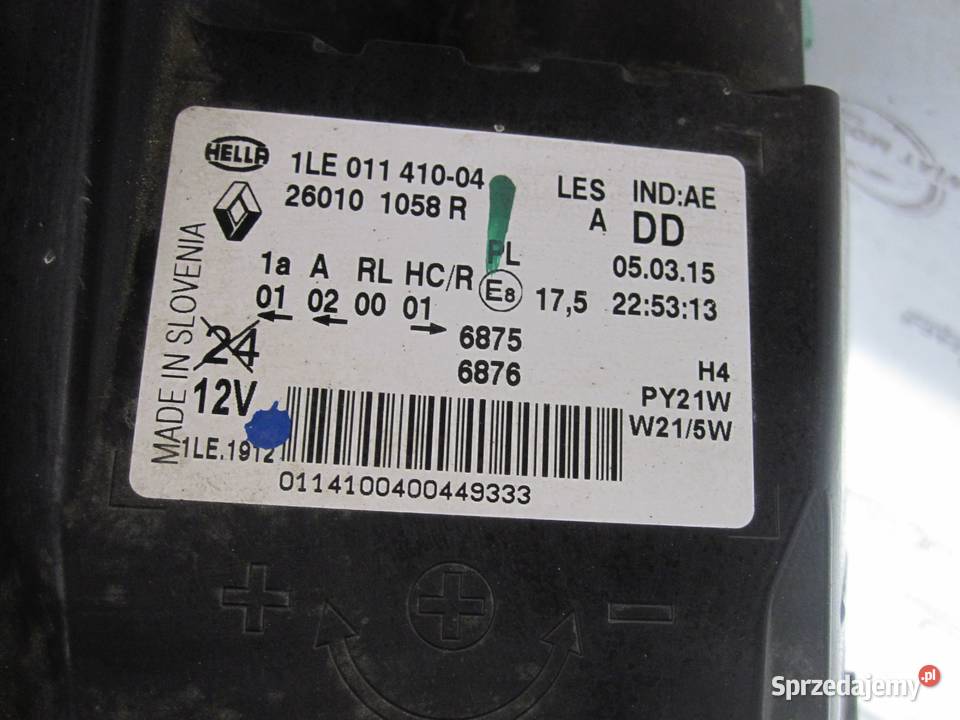 HELLA
1LE 011 410-04
26010 1058 R
LES IND:AE
A DD
05.03.15
22:53:13
1a A RL HC/R PL
01 02 00 01 E8 17,5
6875
6876
MADE IN SLOVENIA
24
12V
H4
PY21W
W21/5W
1LE.1912
0114100400449333
Sprzedajemy.pl